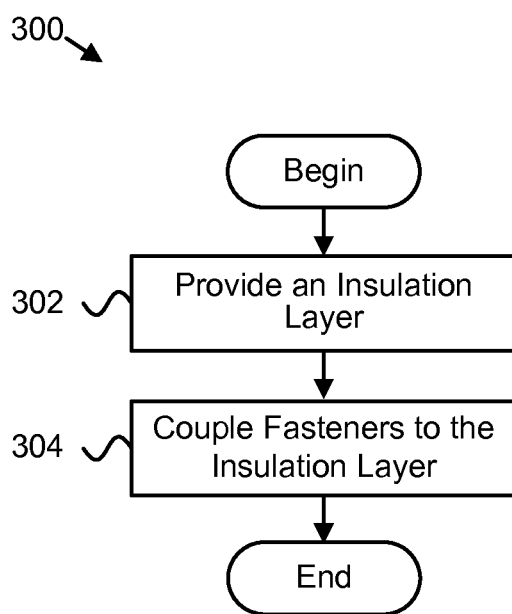 300
Begin
302
Provide an Insulation
Layer
304
Couple Fasteners to the
Insulation Layer
End